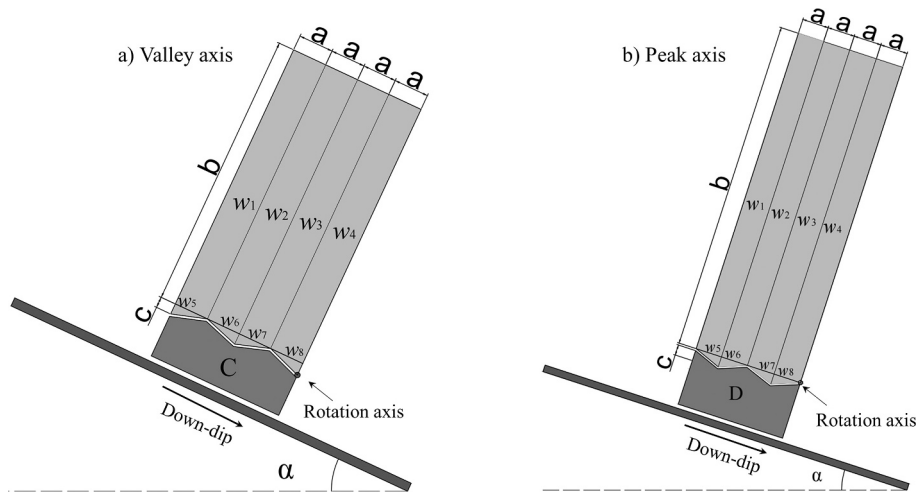 a) Valley axis
a a a a
b
w1 w2 w3 w4
c
w5 w6 w7 w8
C
Rotation axis
Down-dip
α
b) Peak axis
a a a a
b
w1 w2 w3 w4
c
w5 w6 w7 w8
D
Rotation axis
Down-dip
α